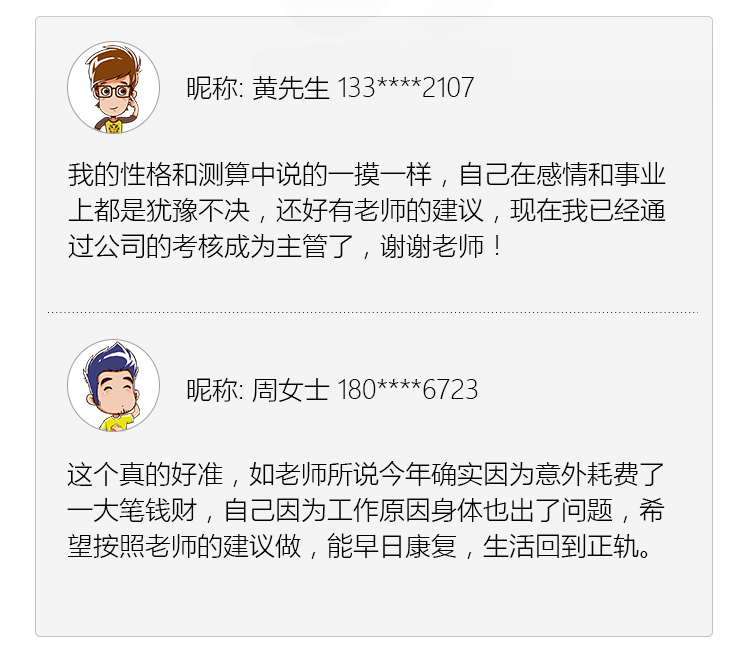 昵称: 黄先生 133****2107
我的性格和测算中说的一摸一样，自己在感情和事业
上都是犹豫不决，还好有老师的建议，现在我已经通
过公司的考核成为主管了，谢谢老师！
昵称: 周女士 180****6723
这个真的好准，如老师所说今年确实因为意外耗费了
一大笔钱财，自己因为工作原因身体也出了问题，希
望按照老师的建议做，能早日康复，生活回到正轨。